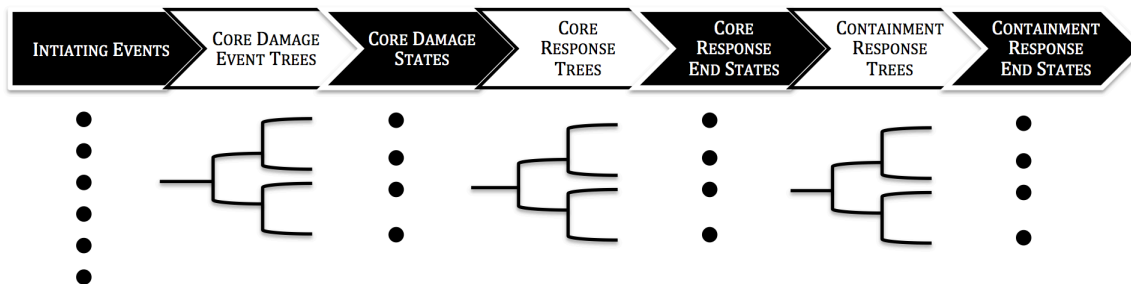 INTIATING EVENTS
CORE DAMAGE
EVENT TREES
CORE DAMAGE
STATES
CORE
RESPONSE
TREES
CORE
RESPONSE
END STATES
CONTAINMENT
RESPONSE
TREES
CONTAINMENT
RESPONSE
END STATES